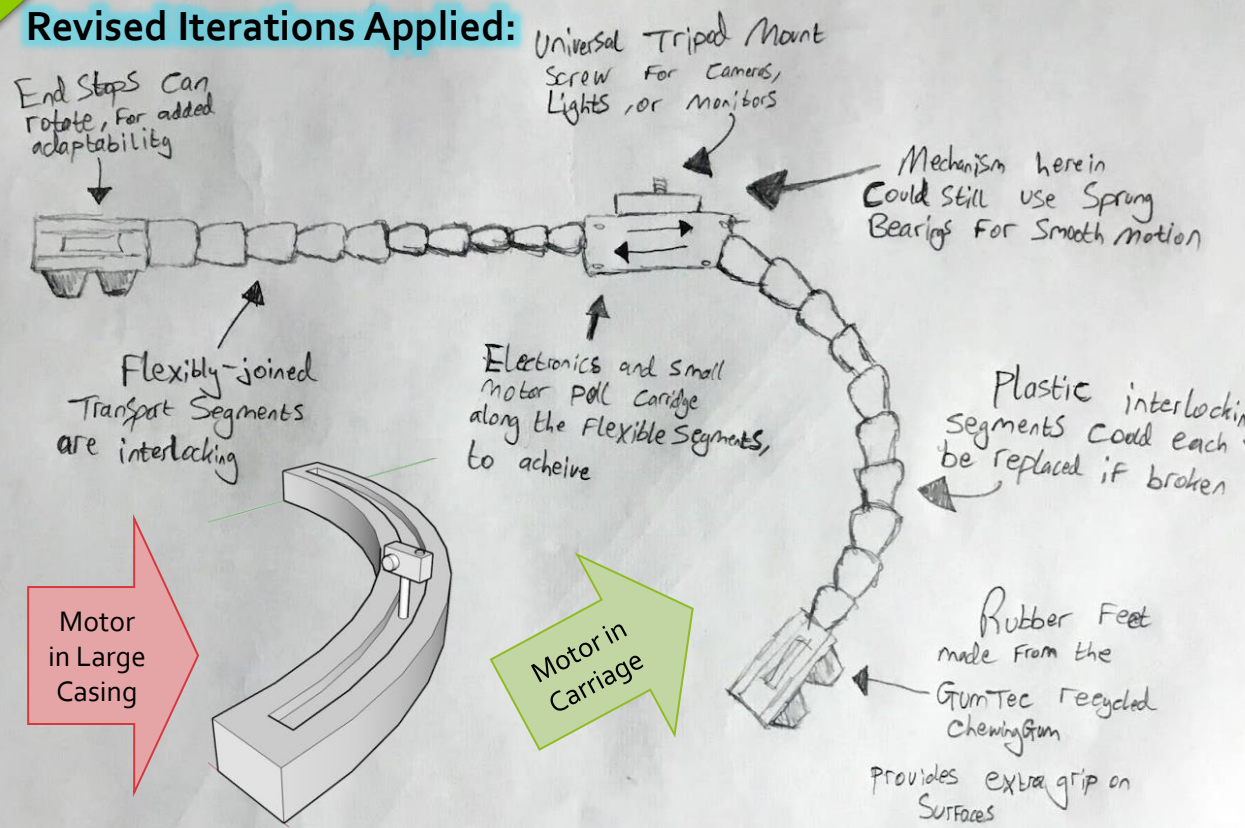 Revised Iterations Applied:
End Stops Can
rotate, For added
adaptability
Universal Tripod Mount
Screw For Cameras,
Lights, or Monitors
Mechanism herein
Could Still use Sprung
Bearings For Smooth Motion
Flexibly-joined
Transport Segments
are interlocking
Electronics and Small
Motor pull Caridge
along the Flexible Segments,
to acheive
Plastic interlockin
Segments Could each
be replaced if broken
Motor
in Large
Casing
Motor in
Carriage
Rubber Feet
made From the
GumTec recycled
ChewingGum
Provides extra grip on
Surfaces